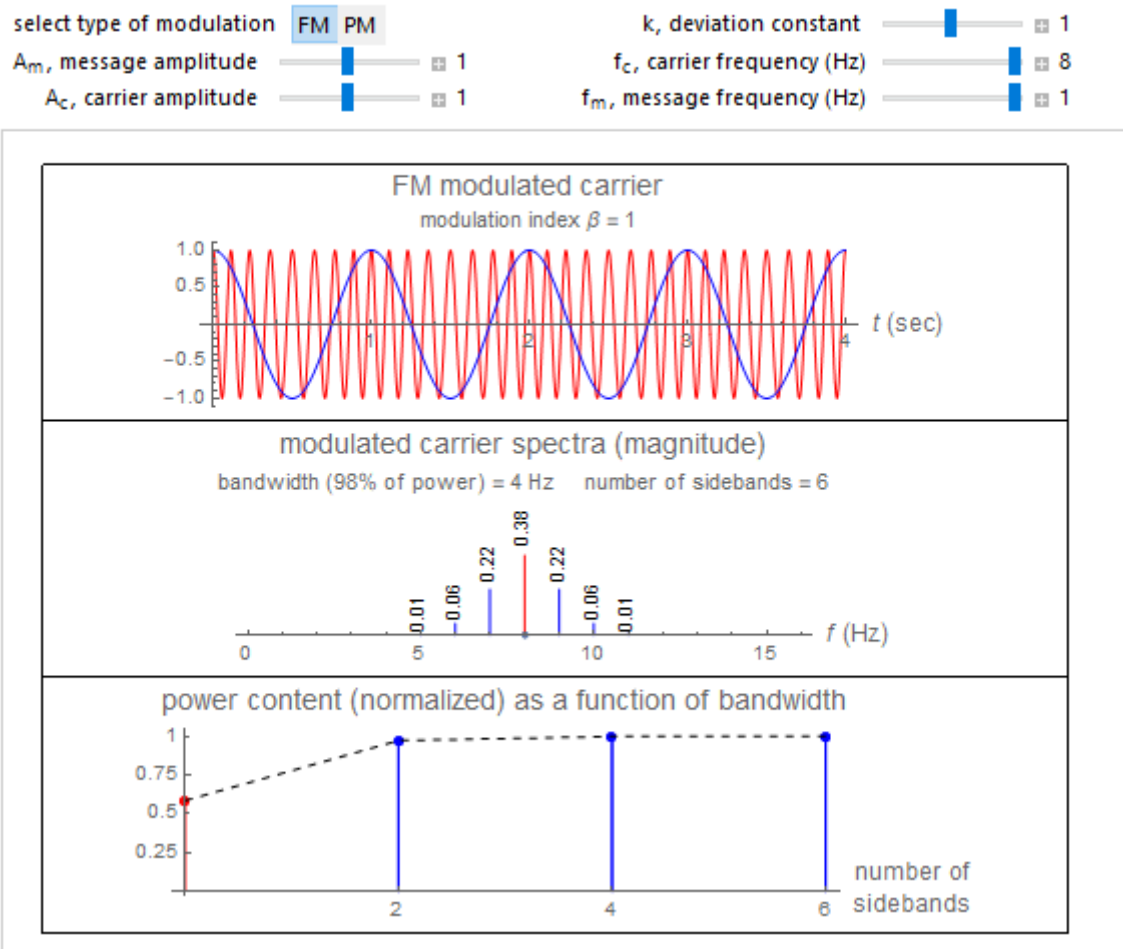 select type of modulation FM PM k, deviation constant 1
Aₘ, message amplitude 1 f_c, carrier frequency (Hz) 8
A_c, carrier amplitude 1 fₘ, message frequency (Hz) 1
FM modulated carrier
modulation index β = 1
1.0
0.5
−0.5
−1.0
1 2 3 4 t (sec)
modulated carrier spectra (magnitude)
bandwidth (98% of power) = 4 Hz number of sidebands = 6
0.01 0.06 0.22 0.38 0.22 0.06 0.01
0 5 10 15 f (Hz)
power content (normalized) as a function of bandwidth
1
0.75
0.5
0.25
2 4 6
number of
sidebands